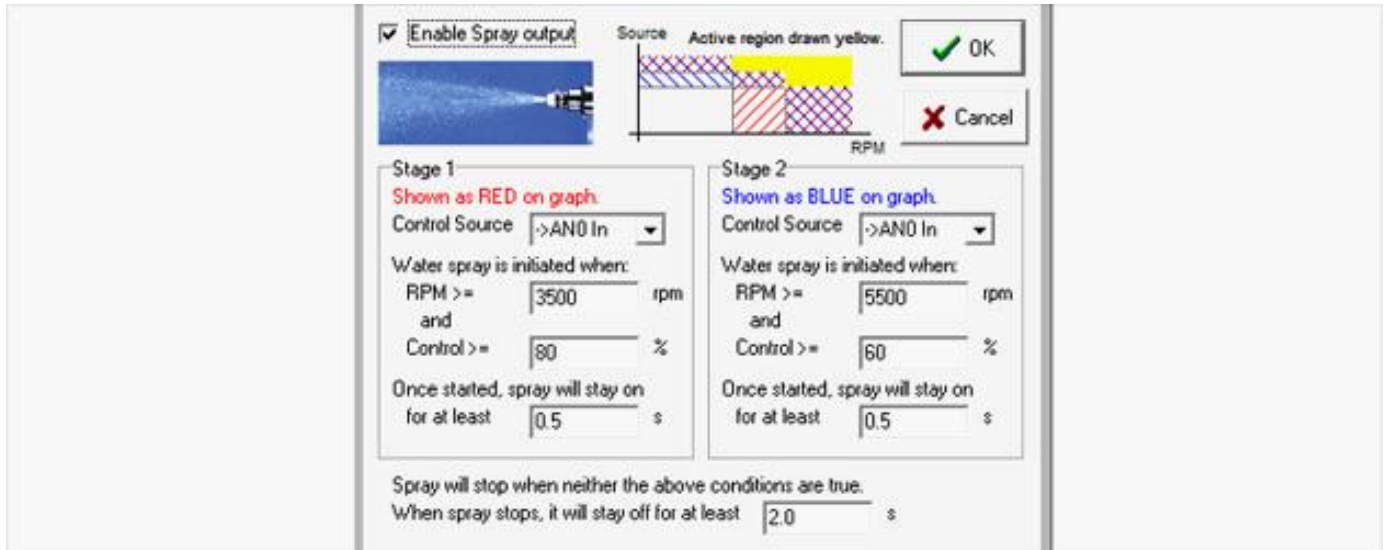 Enable Spray output
Source Active region drawn yellow.
OK
Cancel
RPM
Stage 1
Shown as RED on graph.
Control Source ->AN0 In
Water spray is initiated when:
RPM >= 3500 rpm
and
Control >= 80 %
Once started, spray will stay on
for at least 0.5 s
Stage 2
Shown as BLUE on graph.
Control Source ->AN0 In
Water spray is initiated when:
RPM >= 5500 rpm
and
Control >= 60 %
Once started, spray will stay on
for at least 0.5 s
Spray will stop when neither the above conditions are true.
When spray stops, it will stay off for at least 2.0 s